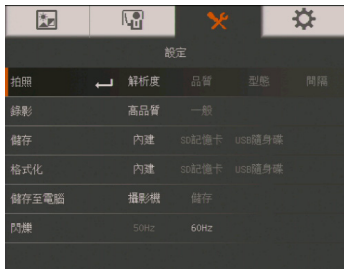 設定
拍照 解析度 品質 型態 間隔
錄影 高品質 一般
儲存 內建 SD記憶卡 USB隨身碟
格式化 內建 SD記憶卡 USB隨身碟
儲存至電腦 攝影機 儲存
閃爍 50Hz 60Hz